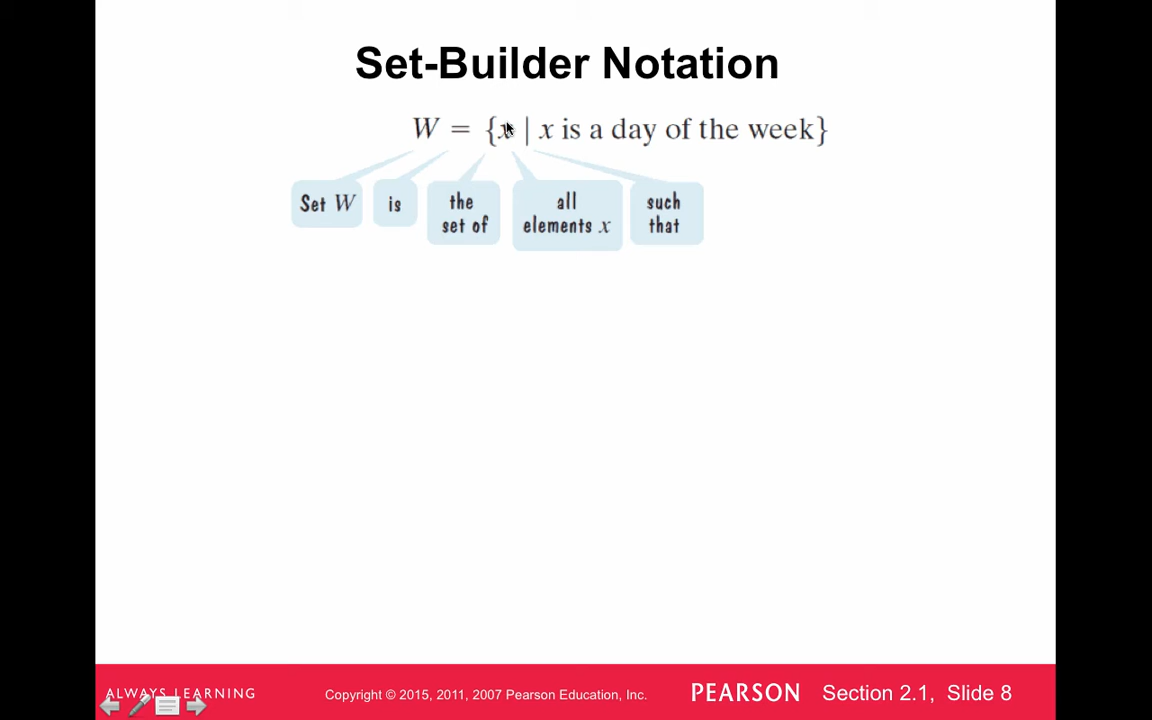 Set-Builder Notation
W = {x | x is a day of the week}
Set W is the set of all elements x such that
ALWAYS LEARNING Copyright © 2015, 2011, 2007 Pearson Education, Inc. PEARSON Section 2.1, Slide 8